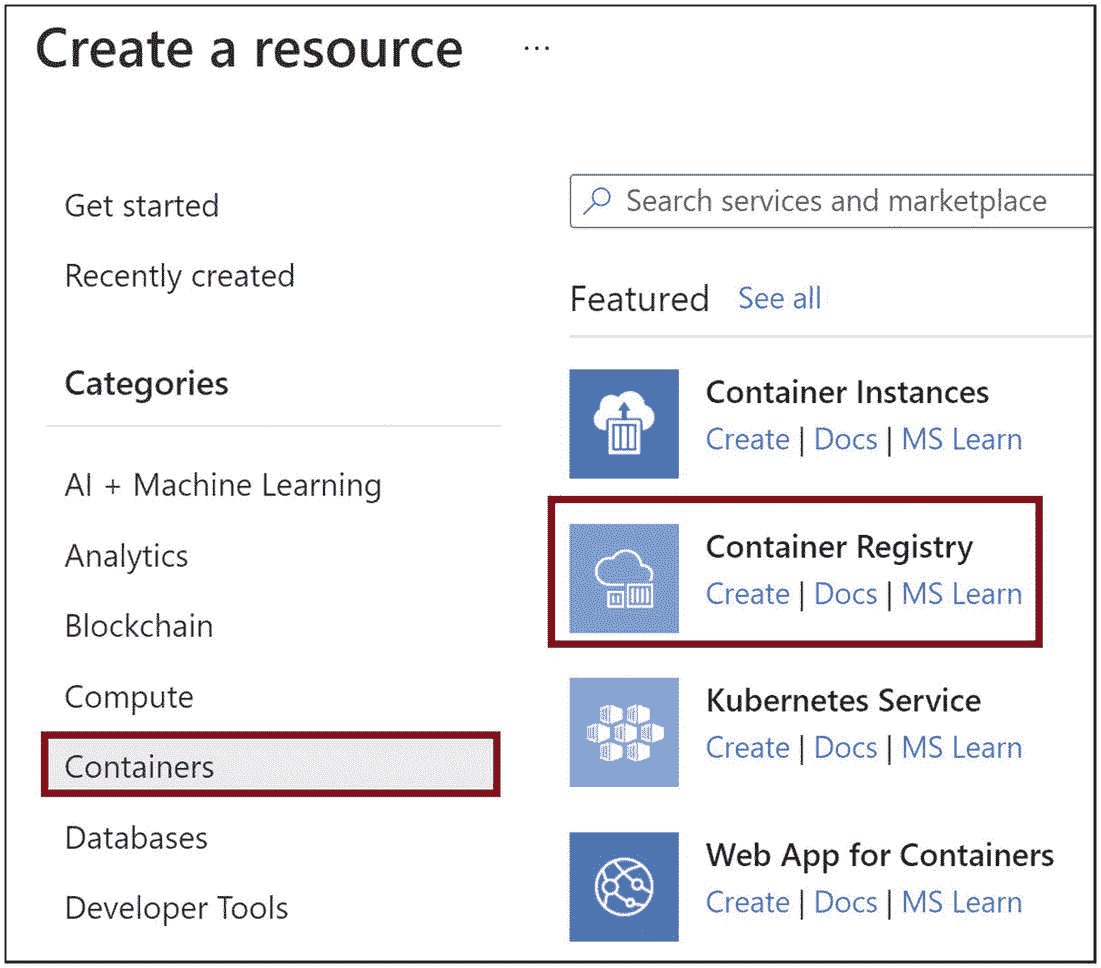 Create a resource ...
Get started
Recently created
Categories
AI + Machine Learning
Analytics
Blockchain
Compute
Containers
Databases
Developer Tools
Search services and marketplace
Featured See all
Container Instances
Create | Docs | MS Learn
Container Registry
Create | Docs | MS Learn
Kubernetes Service
Create | Docs | MS Learn
Web App for Containers
Create | Docs | MS Learn